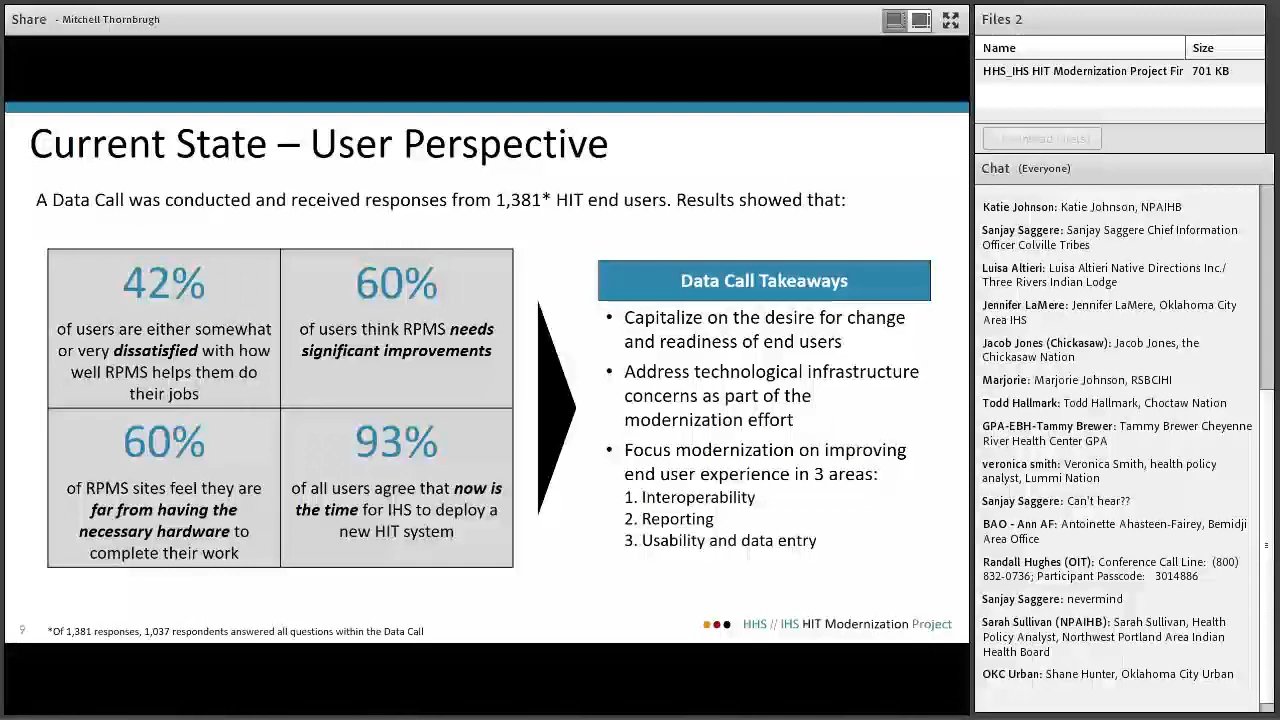 Share - Mitchell Thornbrugh
Current State – User Perspective
A Data Call was conducted and received responses from 1,381* HIT end users. Results showed that:
42%
of users are either somewhat
or very dissatisfied with how
well RPMS helps them do
their jobs
60%
of users think RPMS needs
significant improvements
60%
of RPMS sites feel they are
far from having the
necessary hardware to
complete their work
93%
of all users agree that now is
the time for IHS to deploy a
new HIT system
Data Call Takeaways
• Capitalize on the desire for change
and readiness of end users
• Address technological infrastructure
concerns as part of the
modernization effort
• Focus modernization on improving
end user experience in 3 areas:
1. Interoperability
2. Reporting
3. Usability and data entry
9
*Of 1,381 responses, 1,037 respondents answered all questions within the Data Call
HHS // IHS HIT Modernization Project
Files 2
Name Size
HHS_IHS HIT Modernization Project Fir 701 KB
Chat (Everyone)
Katie Johnson: Katie Johnson, NPAIHB
Sanjay Saggere: Sanjay Saggere Chief Information
Officer Colville Tribes
Luisa Altieri: Luisa Altieri Native Directions Inc./
Three Rivers Indian Lodge
Jennifer LaMere: Jennifer LaMere, Oklahoma City
Area IHS
Jacob Jones (Chickasaw): Jacob Jones, the
Chickasaw Nation
Marjorie: Marjorie Johnson, RSBCIHI
Todd Hallmark: Todd Hallmark, Choctaw Nation
GPA-EBH-Tammy Brewer: Tammy Brewer Cheyenne
River Health Center GPA
veronica smith: Veronica Smith, health policy
analyst, Lummi Nation
Sanjay Saggere: Can't hear??
BAO - Ann AF: Antoinette Ahasteen-Fairey, Bemidji
Area Office
Randall Hughes (OIT): Conference Call Line: (800)
832-0736; Participant Passcode: 3014886
Sanjay Saggere: nevermind
Sarah Sullivan (NPAIHB): Sarah Sullivan, Health
Policy Analyst, Northwest Portland Area Indian
Health Board
OKC Urban: Shane Hunter, Oklahoma City Urban